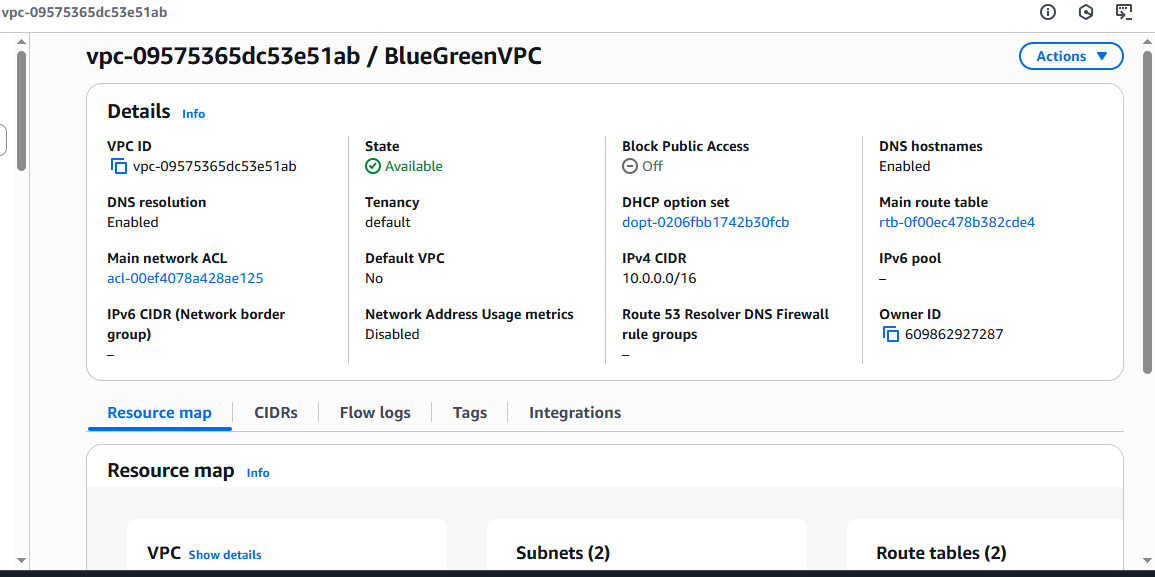 vpc-09575365dc53e51ab
vpc-09575365dc53e51ab / BlueGreenVPC
Actions
Details Info
VPC ID
vpc-09575365dc53e51ab
State
Available
Block Public Access
Off
DNS hostnames
Enabled
DNS resolution
Enabled
Tenancy
default
DHCP option set
dopt-0206fbb1742b30fcb
Main route table
rtb-0f00ec478b382cde4
Main network ACL
acl-00ef4078a428ae125
Default VPC
No
IPv4 CIDR
10.0.0.0/16
IPv6 pool
–
IPv6 CIDR (Network border
group)
–
Network Address Usage metrics
Disabled
Route 53 Resolver DNS Firewall
rule groups
–
Owner ID
609862927287
Resource map
CIDRs
Flow logs
Tags
Integrations
Resource map Info
VPC Show details
Subnets (2)
Route tables (2)